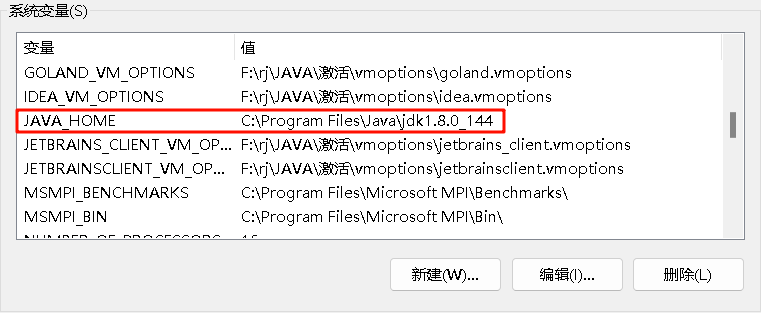 系统变量(S)
变量 值
GOLAND_VM_OPTIONS F:\rj\JAVA\激活\vmoptions\goland.vmoptions
IDEA_VM_OPTIONS F:\rj\JAVA\激活\vmoptions\idea.vmoptions
JAVA_HOME C:\Program Files\Java\jdk1.8.0_144
JETBRAINS_CLIENT_VM_OP... F:\rj\JAVA\激活\vmoptions\jetbrains_client.vmoptions
JETBRAINSCLIENT_VM_OP... F:\rj\JAVA\激活\vmoptions\jetbrainsclient.vmoptions
MSMPI_BENCHMARKS C:\Program Files\Microsoft MPI\Benchmarks\
MSMPI_BIN C:\Program Files\Microsoft MPI\Bin\
NUMBER_OF_PROCESSORS 16
新建(W)... 编辑(I)... 删除(L)